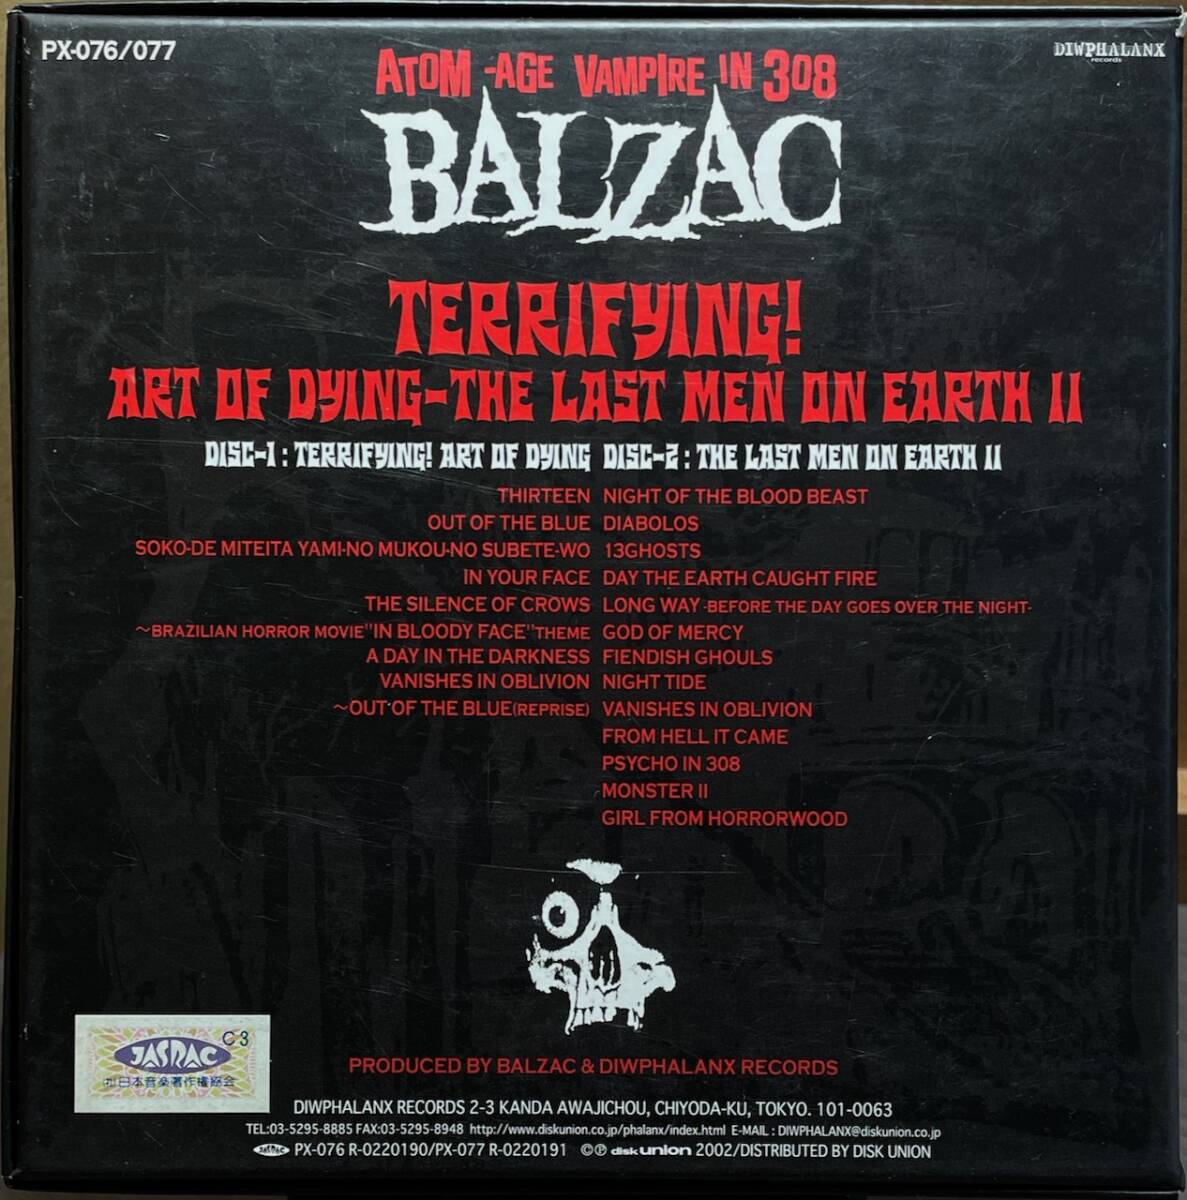 PX-076/077
DIWPHALANX
records
ATOM-AGE VAMPIRE IN 308
BALZAC
TERRIFYING!
ART OF DYING-THE LAST MEN ON EARTH II
DISC-1 : TERRIFYING! ART OF DYING
THIRTEEN
OUT OF THE BLUE
SOKO-DE MITEITA YAMI-NO MUKOU-NO SUBETE-WO
IN YOUR FACE
THE SILENCE OF CROWS
~BRAZILIAN HORROR MOVIE"IN BLOODY FACE"THEME
A DAY IN THE DARKNESS
VANISHES IN OBLIVION
~OUT OF THE BLUE(REPRISE)
DISC-2 : THE LAST MEN ON EARTH II
NIGHT OF THE BLOOD BEAST
DIABOLOS
13GHOSTS
DAY THE EARTH CAUGHT FIRE
LONG WAY -BEFORE THE DAY GOES OVER THE NIGHT-
GOD OF MERCY
FIENDISH GHOULS
NIGHT TIDE
VANISHES IN OBLIVION
FROM HELL IT CAME
PSYCHO IN 308
MONSTER II
GIRL FROM HORRORWOOD
C3
JASRAC
(社)日本音楽著作権協会
PRODUCED BY BALZAC & DIWPHALANX RECORDS
DIWPHALANX RECORDS 2-3 KANDA AWAJICHOU, CHIYODA-KU, TOKYO. 101-0063
TEL:03-5295-8885 FAX:03-5295-8948 http://www.diskunion.co.jp/phalanx/index.html E-MAIL : DIWPHALANX@diskunion.co.jp
JASRAC PX-076 R-0220190/PX-077 R-0220191 ©℗ disk union 2002/DISTRIBUTED BY DISK UNION